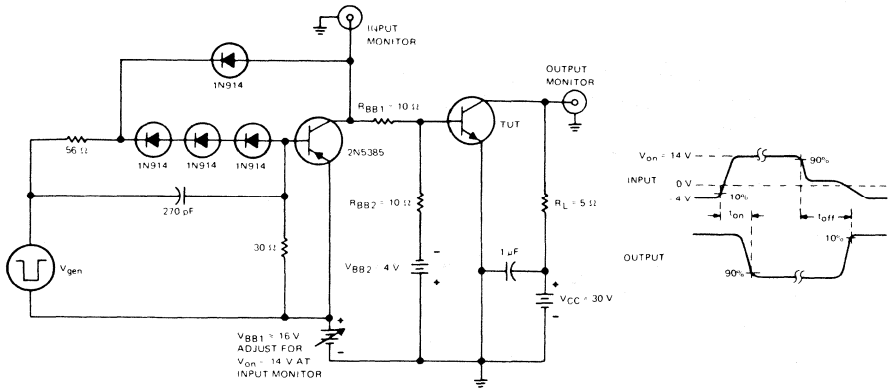 INPUT
MONITOR
1N914
OUTPUT
MONITOR
R_BB1 = 10 Ω
TUT
56 Ω
1N914
1N914
1N914
2N5385
270 pF
R_BB2 = 10 Ω
R_L = 5 Ω
30 Ω
V_gen
1 µF
V_BB2 4 V
V_CC = 30 V
V_BB1 ≈ 16 V
ADJUST FOR
V_on = 14 V AT
INPUT MONITOR
V_on = 14 V
90%
INPUT
0 V
-4 V
10%
t_on
t_off
10%
OUTPUT
90%
+
-
-
+
+
-